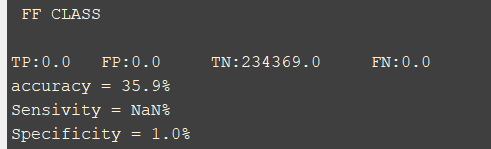 FF CLASS
TP:0.0 FP:0.0 TN:234369.0 FN:0.0
accuracy = 35.9%
Sensivity = NaN%
Specificity = 1.0%